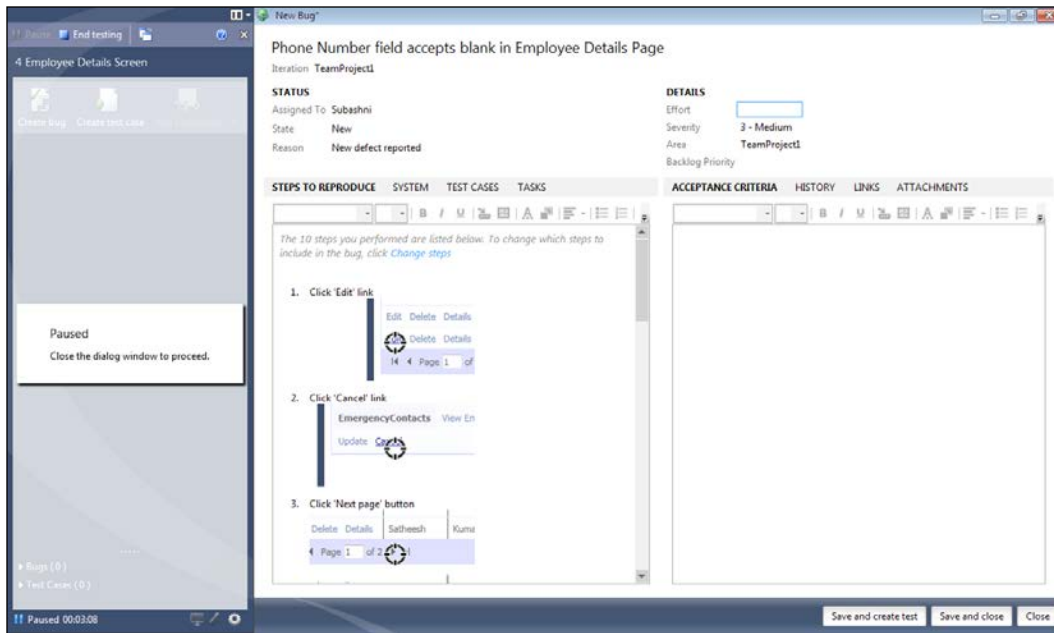 New Bug*
Pause End testing
4 Employee Details Screen
Create bug Create test case
Paused
Close the dialog window to proceed.
Bugs ( 0 )
Test Cases ( 0 )
Paused 00:03:08
Phone Number field accepts blank in Employee Details Page
Iteration TeamProject1
STATUS
Assigned To Subashni
State New
Reason New defect reported
DETAILS
Effort
Severity 3 - Medium
Area TeamProject1
Backlog Priority
STEPS TO REPRODUCE SYSTEM TEST CASES TASKS
The 10 steps you performed are listed below. To change which steps to
include in the bug, click Change steps
1. Click 'Edit' link
Edit Delete Details
Delete Details
Page 1 of
2. Click 'Cancel' link
EmergencyContacts View En
Update
3. Click 'Next page' button
Delete Details Satheesh Kuma
Page 1 of 2
ACCEPTANCE CRITERIA HISTORY LINKS ATTACHMENTS
Save and create test Save and close Close